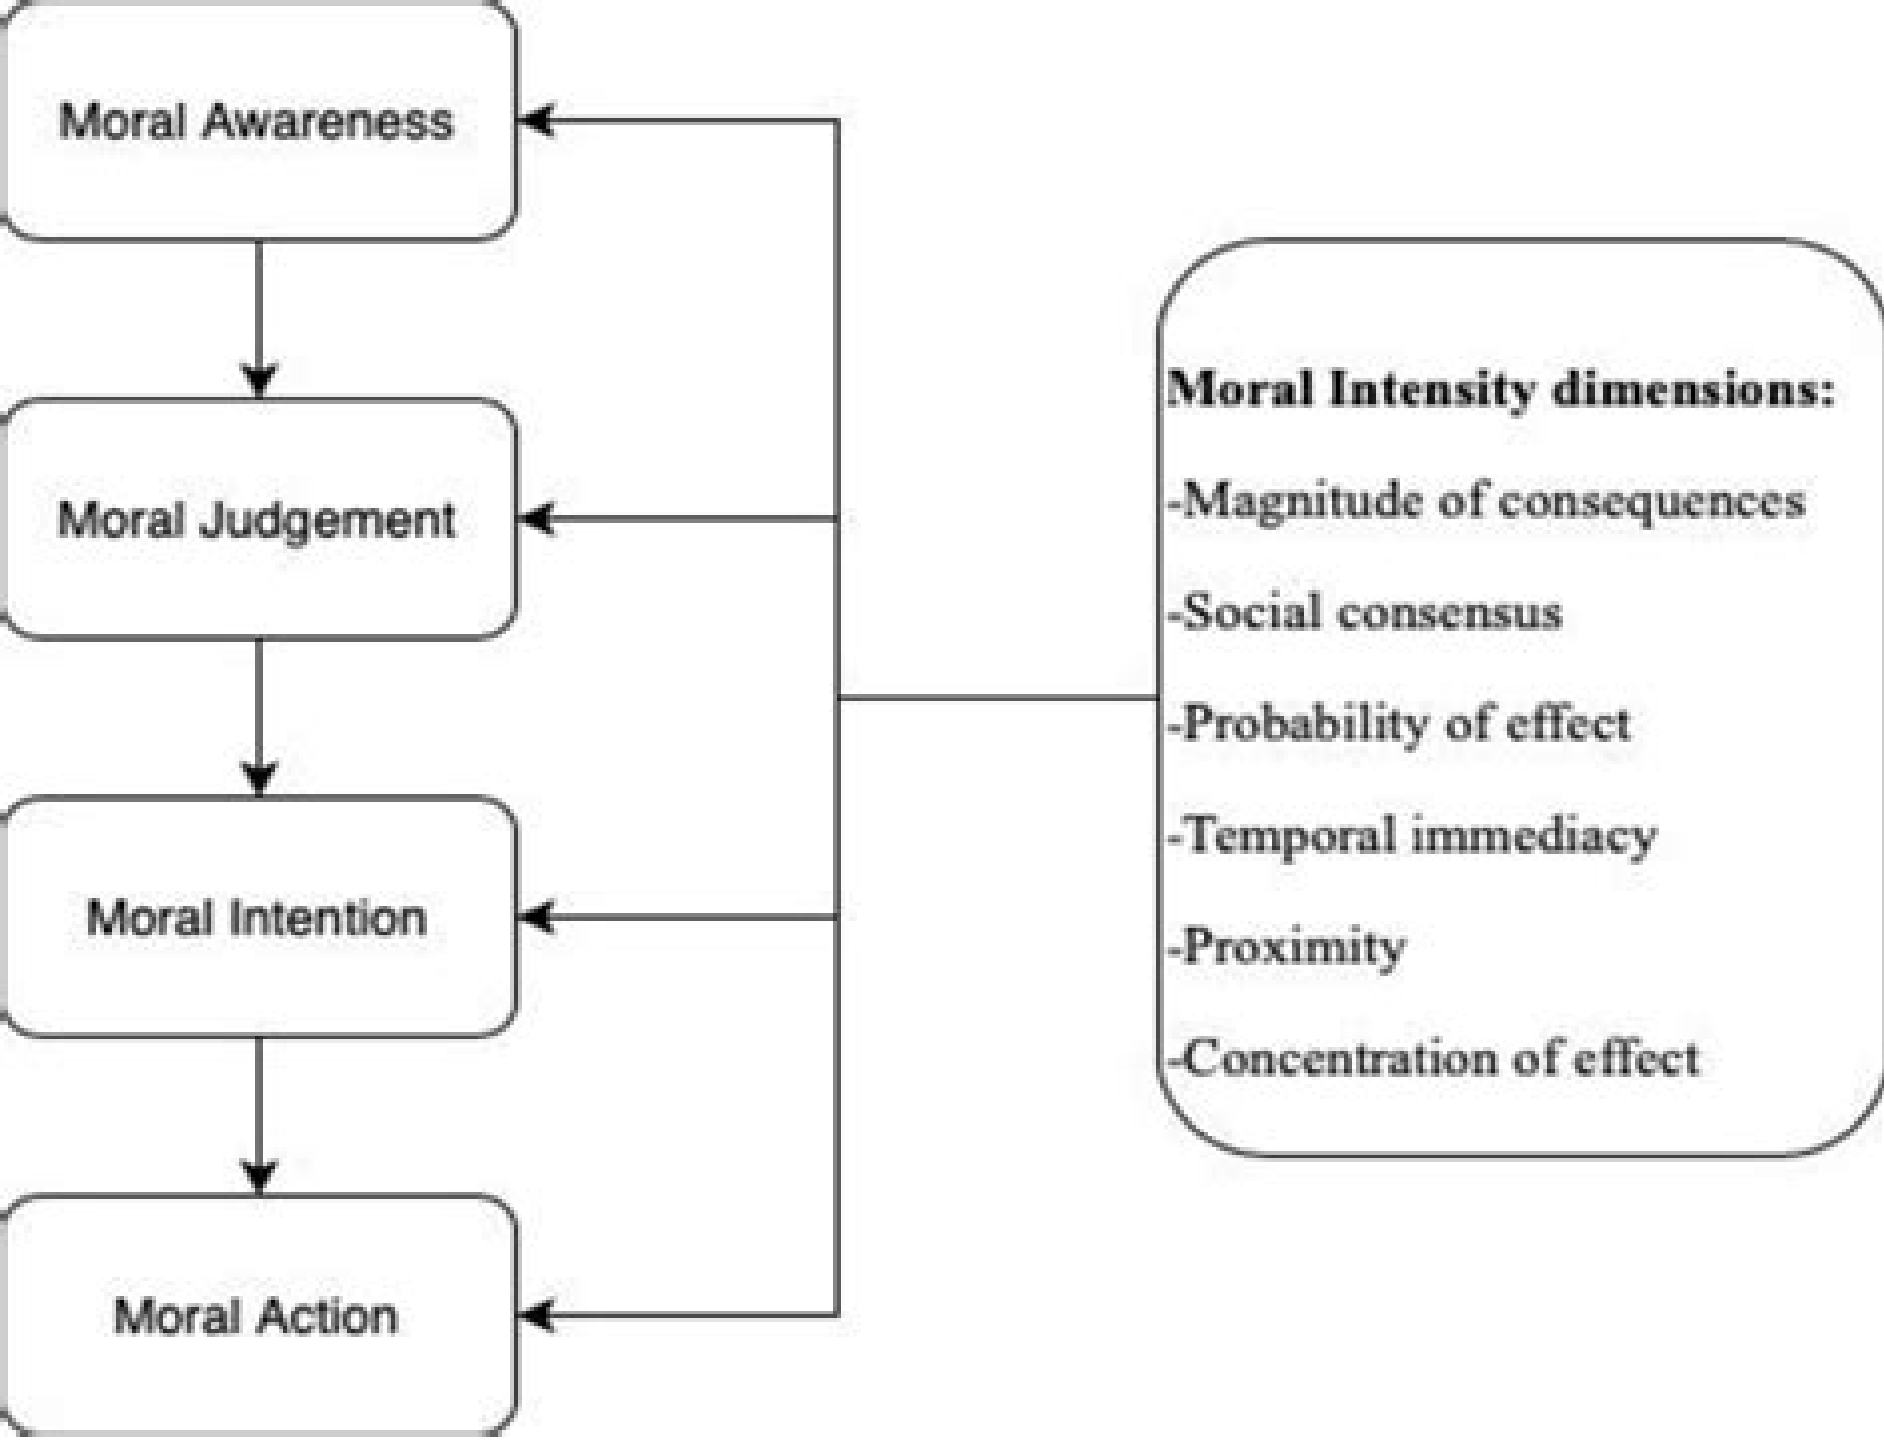 Moral Awareness
Moral Judgement
Moral Intention
Moral Action
Moral Intensity dimensions:
-Magnitude of consequences
-Social consensus
-Probability of effect
-Temporal immediacy
-Proximity
-Concentration of effect